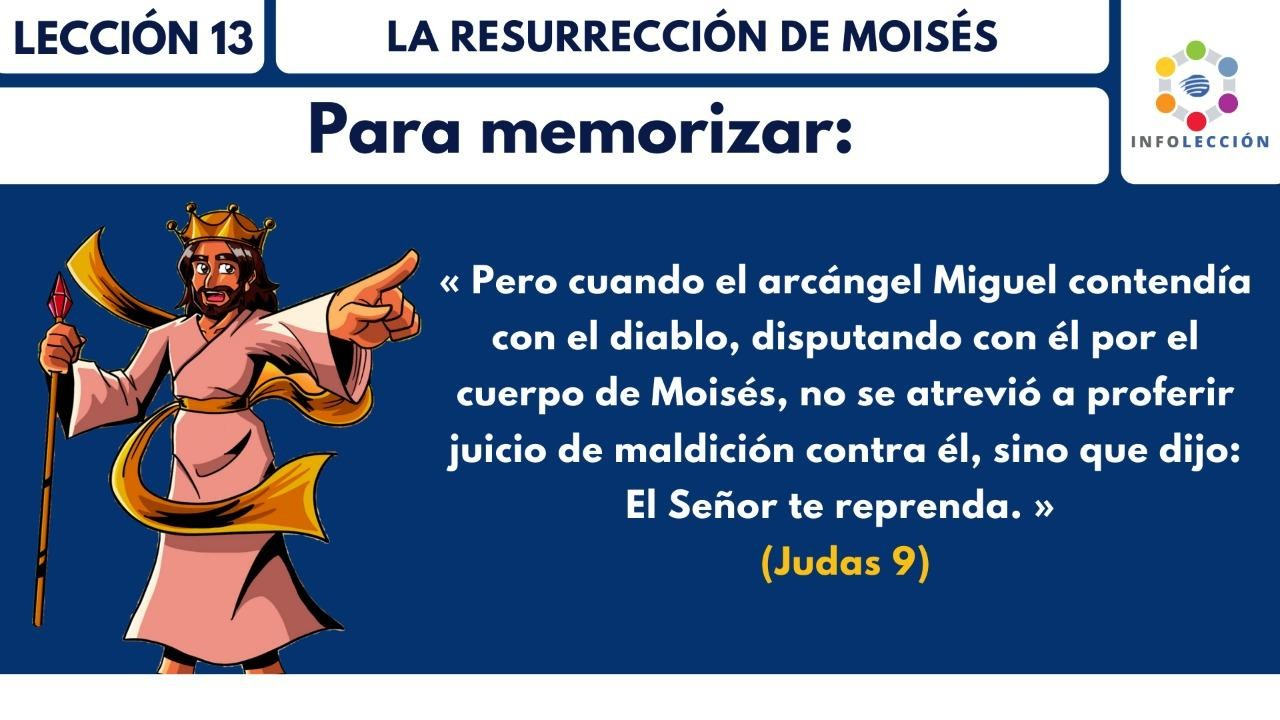 LECCIÓN 13
LA RESURRECCIÓN DE MOISÉS
Para memorizar:
INFOLECCIÓN
« Pero cuando el arcángel Miguel contendía
con el diablo, disputando con él por el
cuerpo de Moisés, no se atrevió a proferir
juicio de maldición contra él, sino que dijo:
El Señor te reprenda. »
(Judas 9)